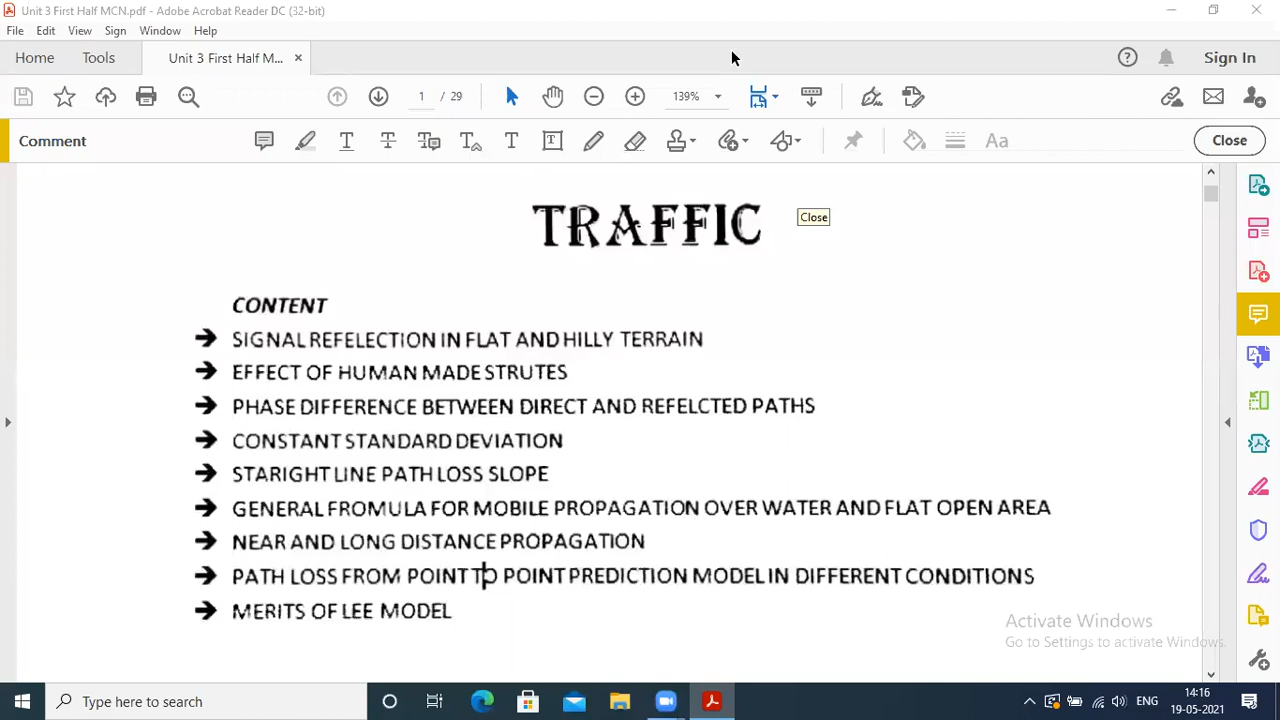 Unit 3 First Half MCN.pdf - Adobe Acrobat Reader DC (32-bit)
File Edit View Sign Window Help
Home Tools Unit 3 First Half M... × Sign In
1 / 29 139%
Comment Close
TRAFFIC
Close
CONTENT
→ SIGNAL REFELECTION IN FLAT AND HILLY TERRAIN
→ EFFECT OF HUMAN MADE STRUTES
→ PHASE DIFFERENCE BETWEEN DIRECT AND REFELCTED PATHS
→ CONSTANT STANDARD DEVIATION
→ STARIGHT LINE PATH LOSS SLOPE
→ GENERAL FROMULA FOR MOBILE PROPAGATION OVER WATER AND FLAT OPEN AREA
→ NEAR AND LONG DISTANCE PROPAGATION
→ PATH LOSS FROM POINT TO POINT PREDICTION MODEL IN DIFFERENT CONDITIONS
→ MERITS OF LEE MODEL
Activate Windows
Go to Settings to activate Windows.
Type here to search
ENG
14:16
19-05-2021